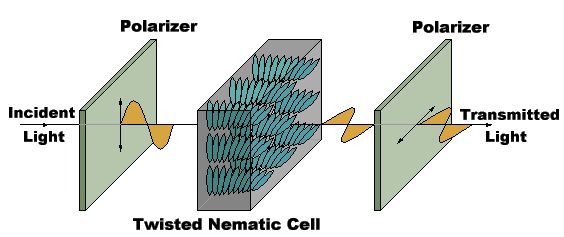 Polarizer
Polarizer
Incident
Light
Transmitted
Light
Twisted Nematic Cell